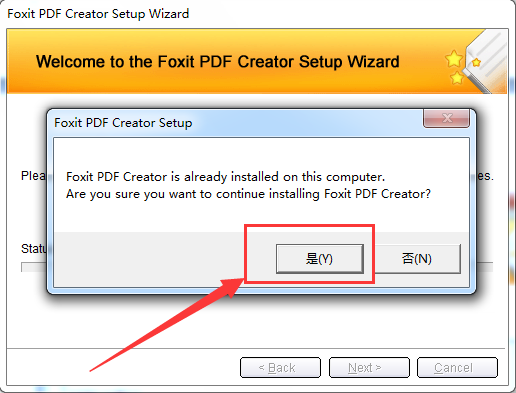 Foxit PDF Creator Setup Wizard
Welcome to the Foxit PDF Creator Setup Wizard
Foxit PDF Creator Setup
Foxit PDF Creator is already installed on this computer.
Are you sure you want to continue installing Foxit PDF Creator?
是(Y) 否(N)
< Back Next > Cancel